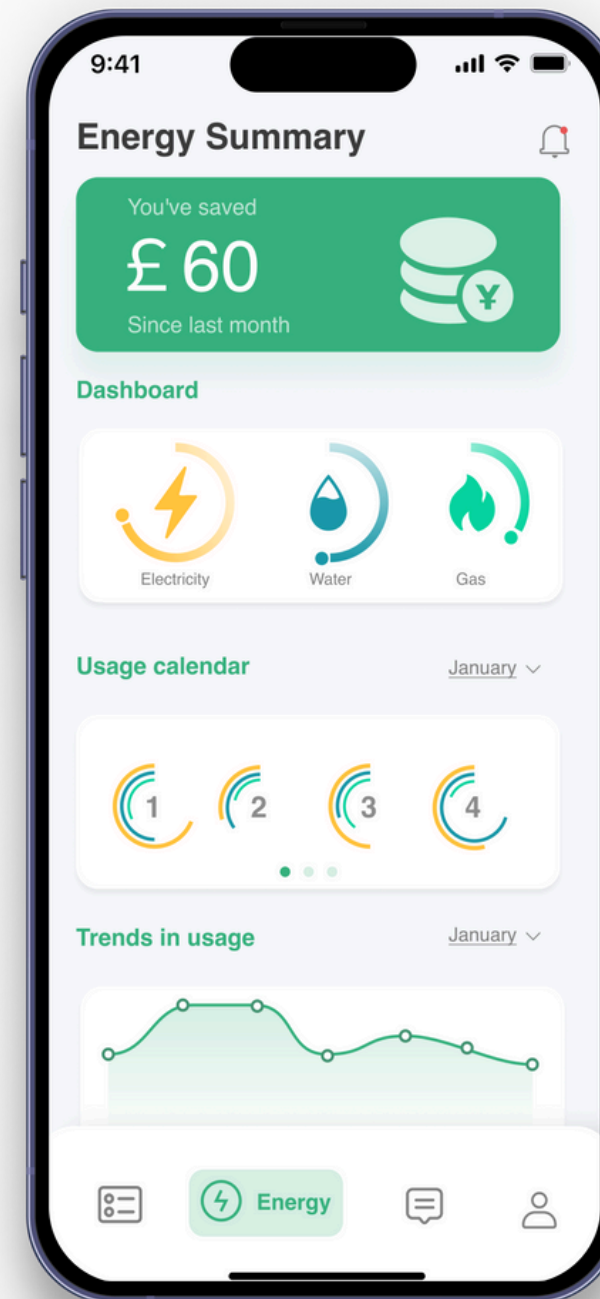 9:41
Energy Summary
You've saved
£ 60
¥
Since last month
Dashboard
Electricity Water Gas
Usage calendar January
1 2 3 4
Trends in usage January
Energy